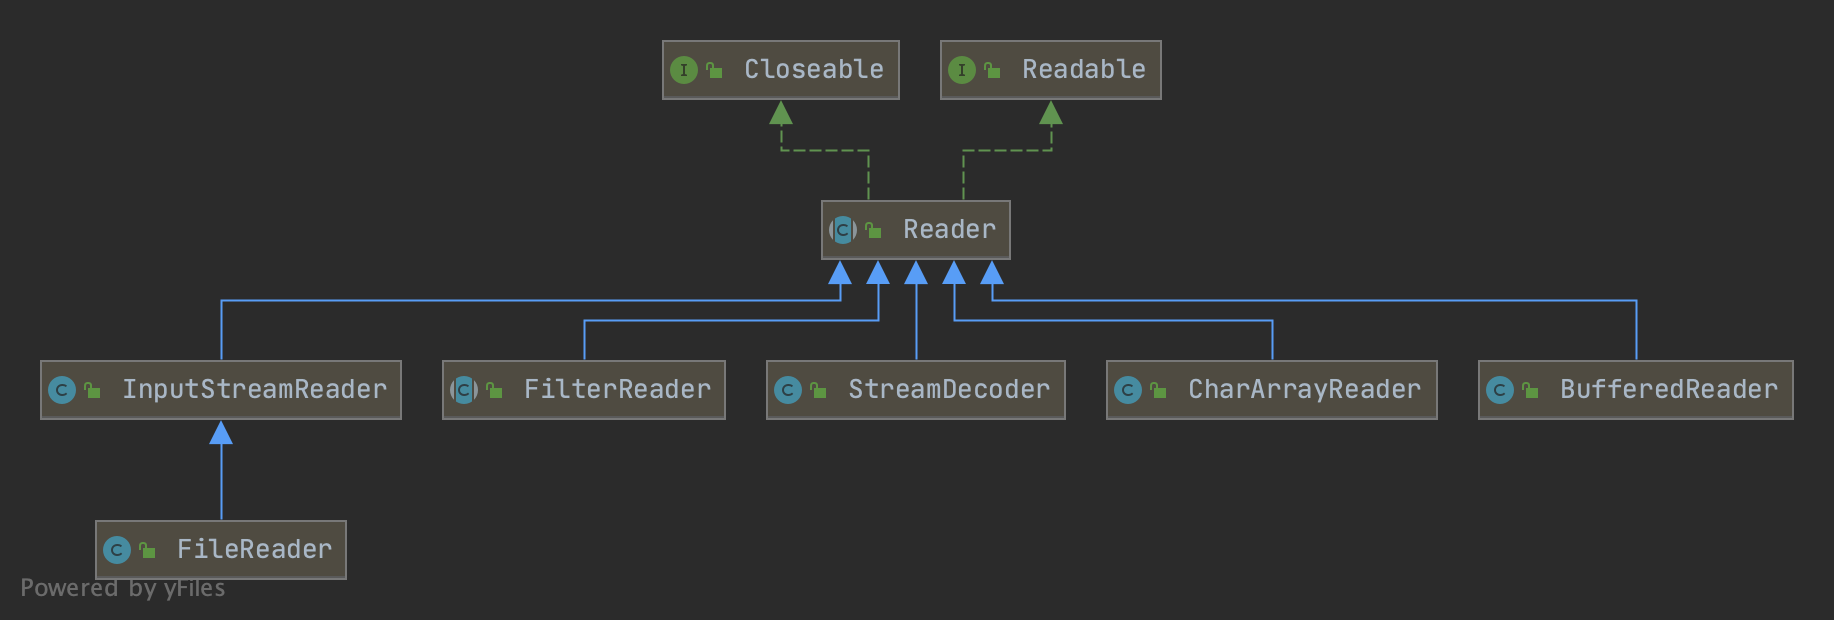 I Closeable
I Readable
C Reader
C InputStreamReader
C FilterReader
C StreamDecoder
C CharArrayReader
C BufferedReader
C FileReader
Powered by yFiles